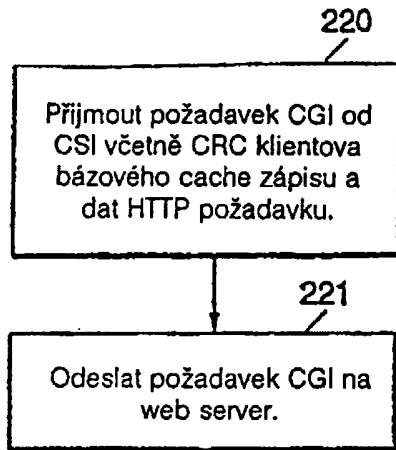 220
Přijmout požadavek CGI od
CSI včetně CRC klientova
bázového cache zápisu a
dat HTTP požadavku.
221
Odeslat požadavek CGI na
web server.